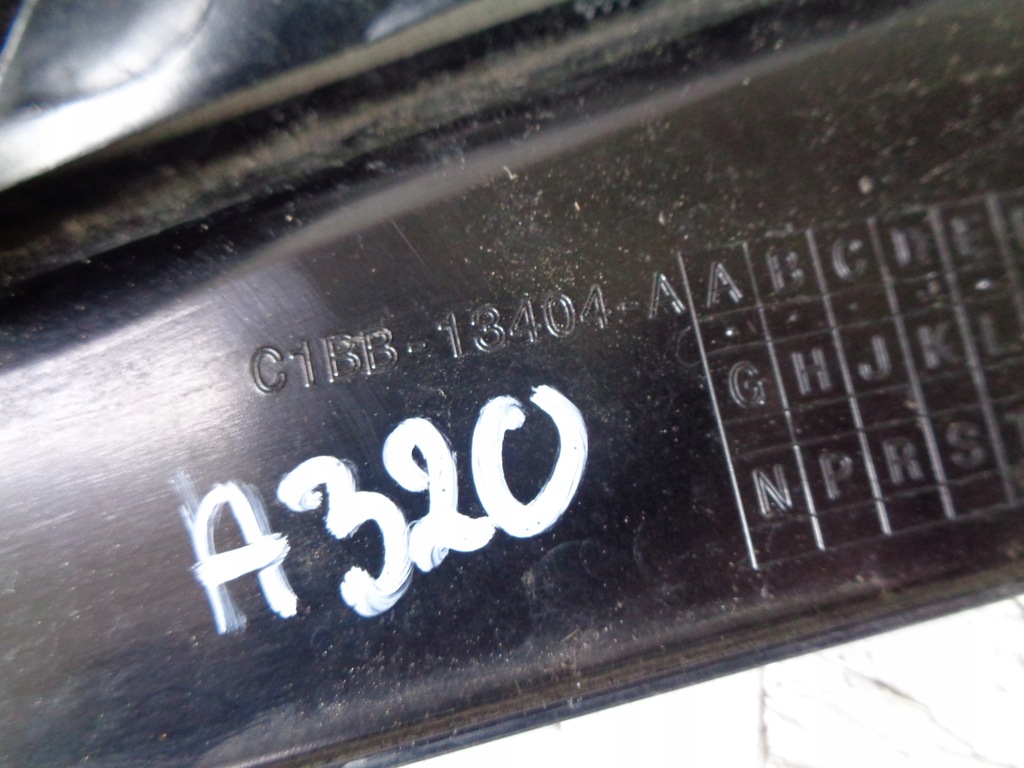 C1BB-13404-A
A320
A B C D E
G H J K L
N P R S